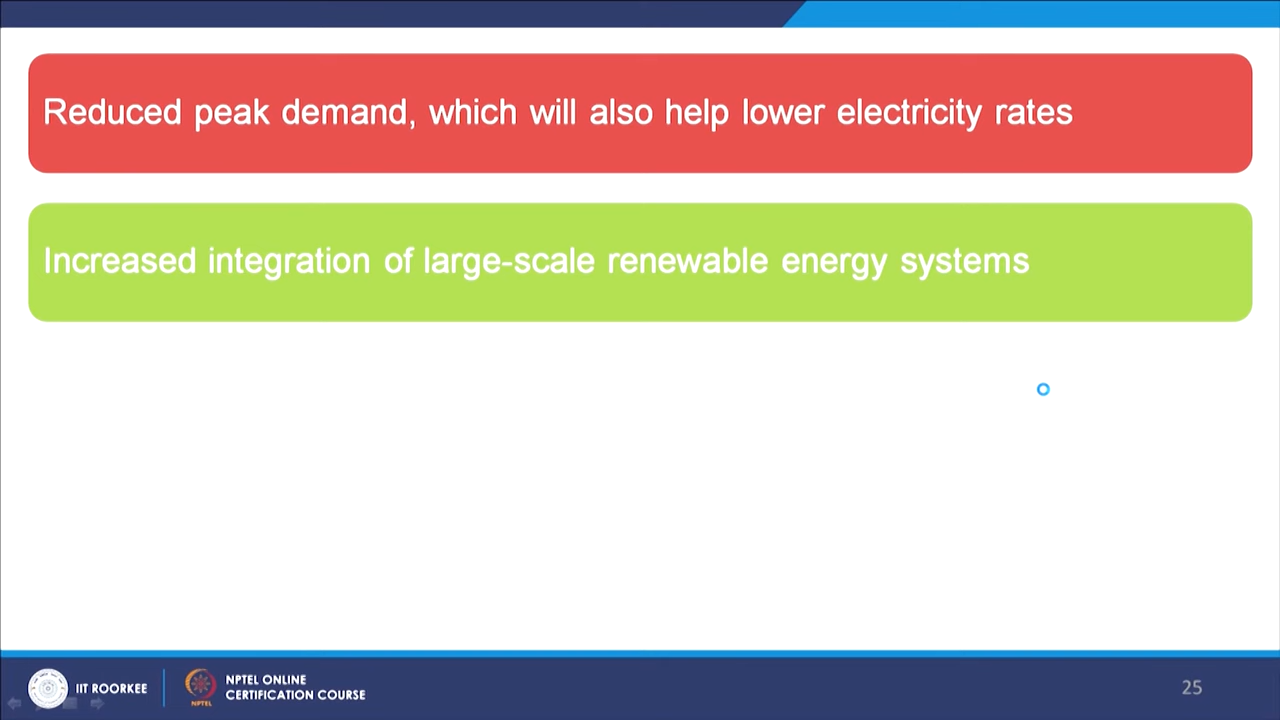 Reduced peak demand, which will also help lower electricity rates
Increased integration of large-scale renewable energy systems
IIT ROORKEE
NPTEL ONLINE
CERTIFICATION COURSE
NPTEL
25